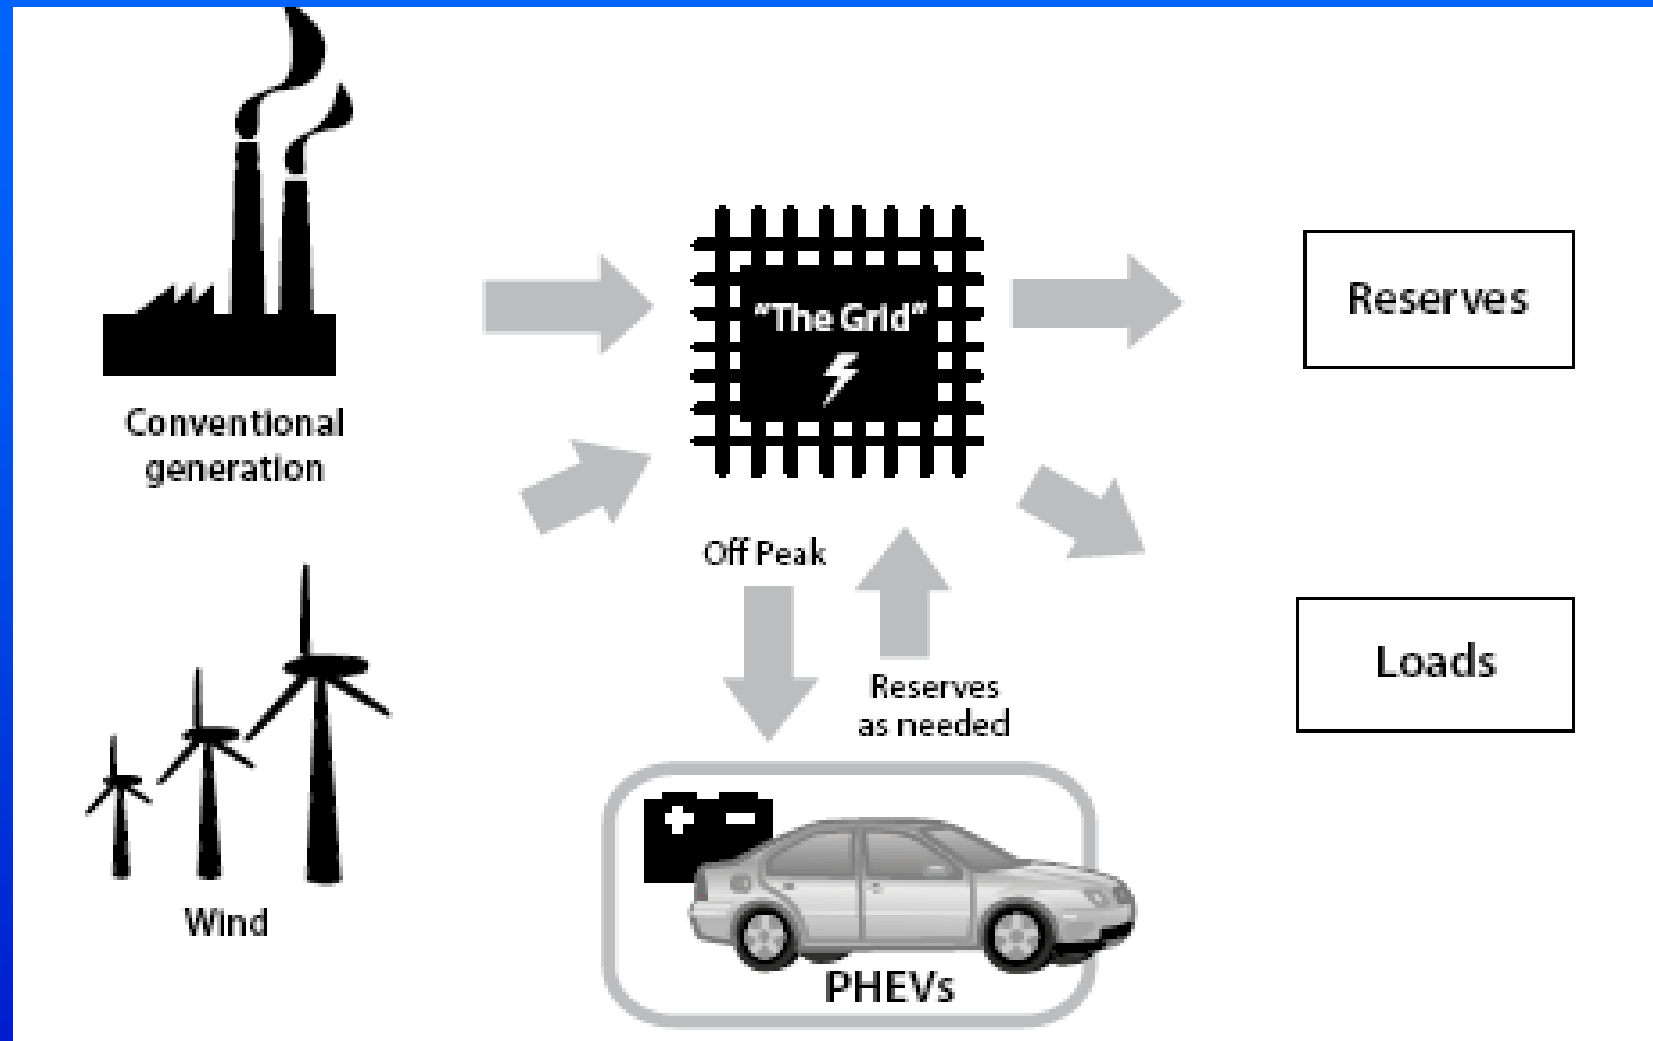 "The Grid"
Reserves
Conventional
generation
Off Peak
Reserves
as needed
Loads
Wind
PHEVs